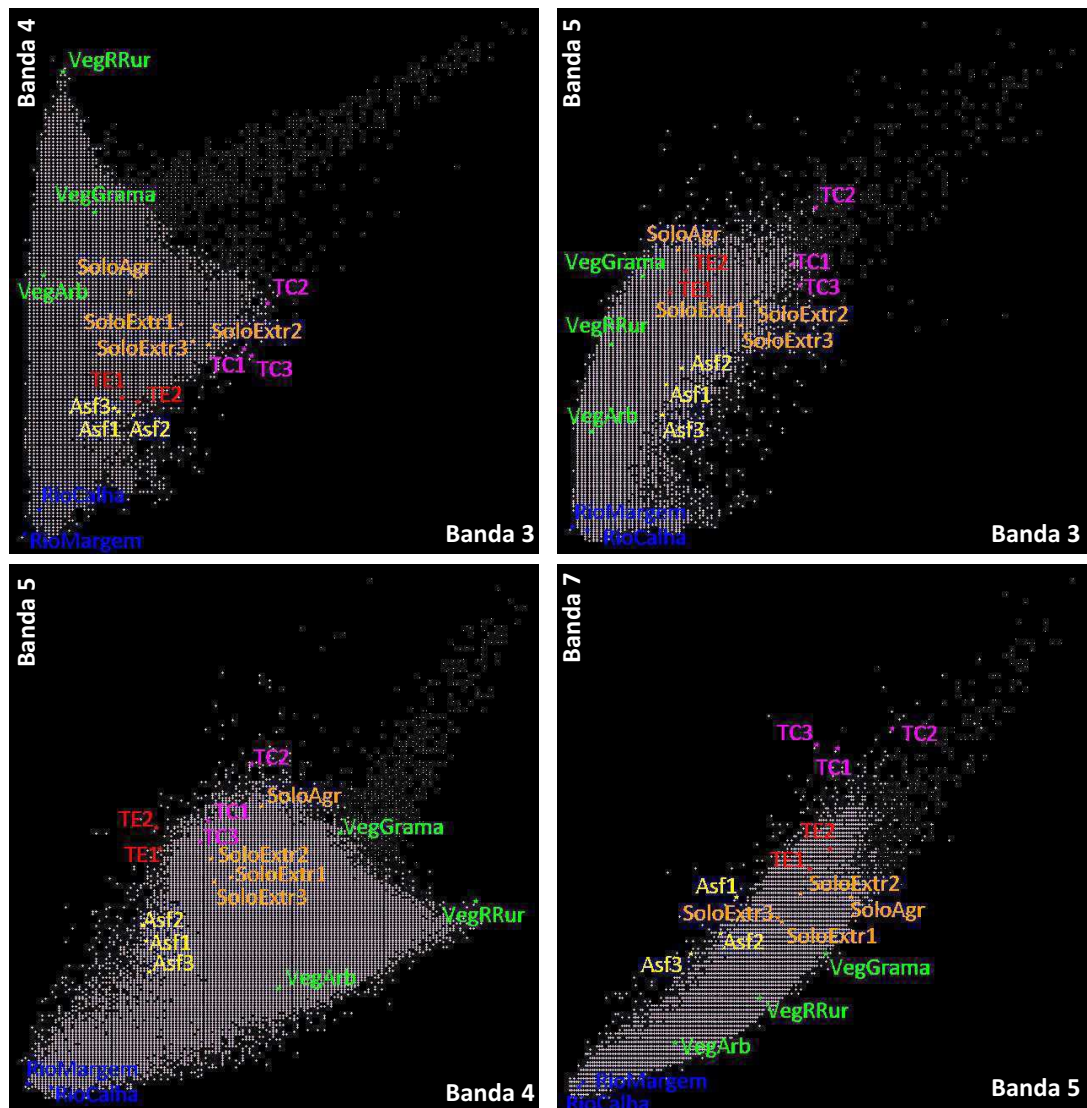 Banda 4
VegRRur
VegGrama
SoloAgr
VegArb
TC2
SoloExtr1
SoloExtr2
SoloExtr3
TC1
TC3
TE1
TE2
Asf3
Asf1
Asf2
RioCalha
RioMargem
Banda 3
Banda 5
TC2
SoloAgr
VegGrama
TE2
TC1
TE1
TC3
SoloExtr1
SoloExtr2
VegRRur
SoloExtr3
Asf2
Asf1
VegArb
Asf3
RioMargem
RioCalha
Banda 3
Banda 5
TC2
SoloAgr
TC1
TE2
VegGrama
TC3
TE1
SoloExtr2
SoloExtr1
SoloExtr3
VegRRur
Asf2
Asf1
Asf3
VegArb
RioMargem
RioCalha
Banda 4
Banda 7
TC3
TC2
TC1
TE2
TE1
Asf1
SoloExtr2
SoloExtr3
SoloAgr
Asf2
SoloExtr1
Asf3
VegGrama
VegRRur
VegArb
RioMargem
RioCalha
Banda 5